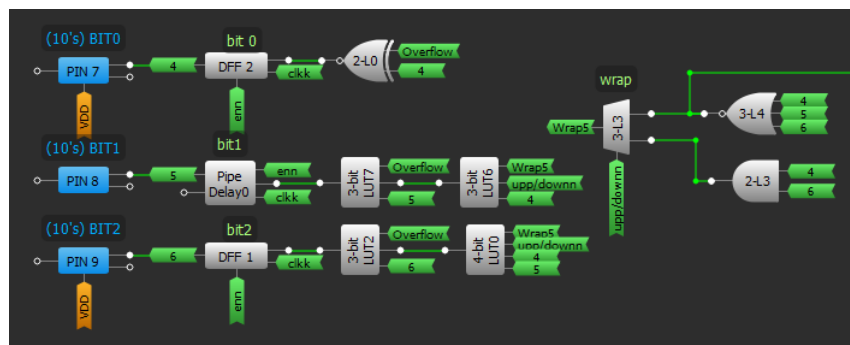 (10's) BIT0
PIN 7
VDD
4
bit 0
DFF 2
enn
clkk
2-L0
Overflow
4
(10's) BIT1
PIN 8
5
bit1
Pipe
Delay0
enn
clkk
3-bit
LUT7
Overflow
5
3-bit
LUT6
Wrap5
upp/downn
4
(10's) BIT2
PIN 9
VDD
6
bit2
DFF 1
enn
clkk
3-bit
LUT2
Overflow
6
4-bit
LUT0
Wrap5
upp/downn
4
5
wrap
Wrap5
3-L3
upp/downn
3-L4
4
5
6
2-L3
4
6